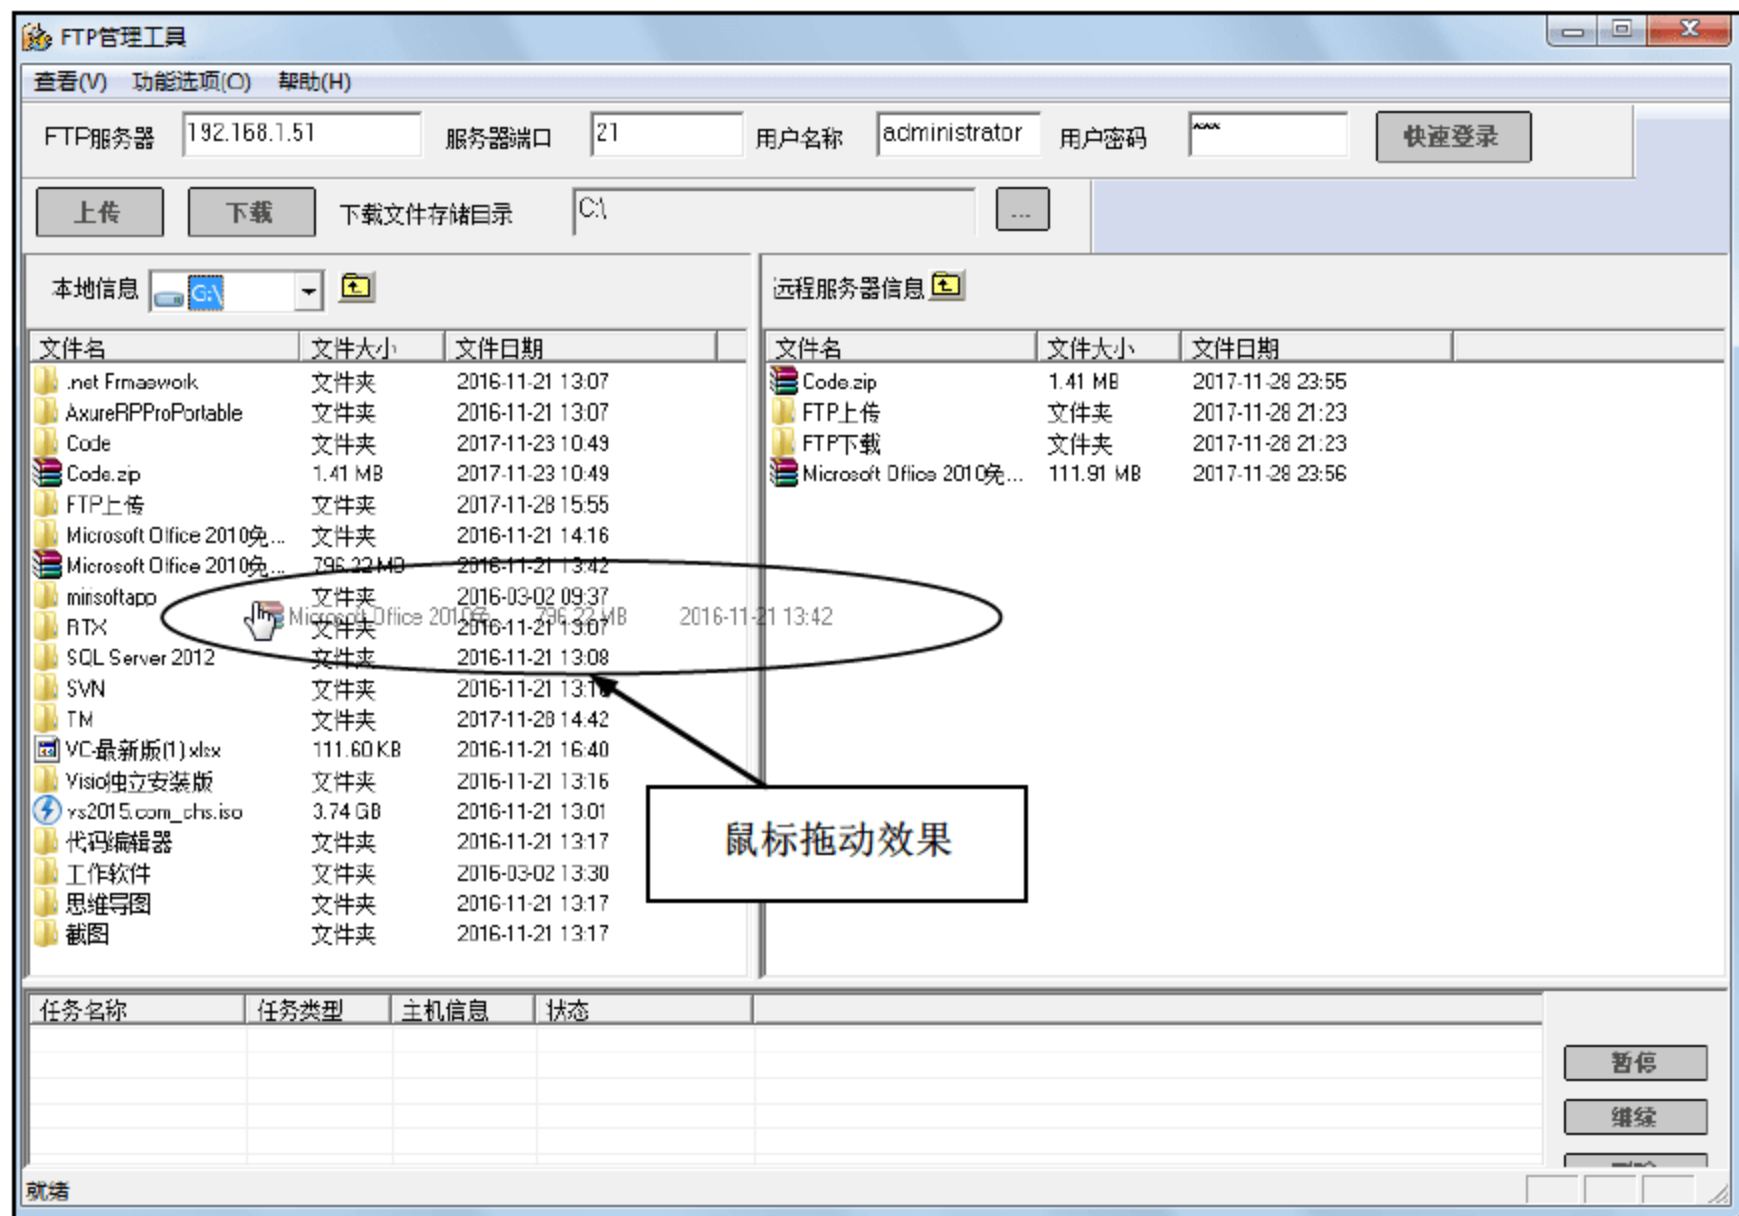 FTP管理工具
查看(V) 功能选项(O) 帮助(H)
FTP服务器 192.168.1.51 服务器端口 21 用户名称 administrator 用户密码 *** 快速登录
上传 下载 下载文件存储目录 C:\ ...
本地信息 G:\
远程服务器信息
文件名 文件大小 文件日期
.net Frmaework 文件夹 2016-11-21 13:07
AxureRPProPortable 文件夹 2016-11-21 13:07
Code 文件夹 2017-11-23 10:49
Code.zip 1.41 MB 2017-11-23 10:49
FTP上传 文件夹 2017-11-28 15:55
Microsoft Office 2010免... 文件夹 2016-11-21 14:16
Microsoft Office 2010免... 796.22 MB 2016-11-21 13:42
mirisoftapp 文件夹 2016-03-02 09:37
Microsoft Office 2010免... 796.22 MB 2016-11-21 13:42
RTX 文件夹 2016-11-21 13:07
SQL Server 2012 文件夹 2016-11-21 13:08
SVN 文件夹 2016-11-21
TM 文件夹 2017-11-28 14:42
VC-最新版(1).xlsx 111.60 KB 2016-11-21 16:40
Visio独立安装版 文件夹 2016-11-21 13:16
vs2015.com_chs.iso 3.74 GB 2016-11-21 13:01
代码编辑器 文件夹 2016-11-21 13:17
工作软件 文件夹 2016-03-02 13:30
思维导图 文件夹 2016-11-21 13:17
截图 文件夹 2016-11-21 13:17
文件名 文件大小 文件日期
Code.zip 1.41 MB 2017-11-28 23:55
FTP上传 文件夹 2017-11-28 21:23
FTP下载 文件夹 2017-11-28 21:23
Microsoft Office 2010免... 111.91 MB 2017-11-28 23:56
鼠标拖动效果
任务名称 任务类型 主机信息 状态
暂停
继续
就绪